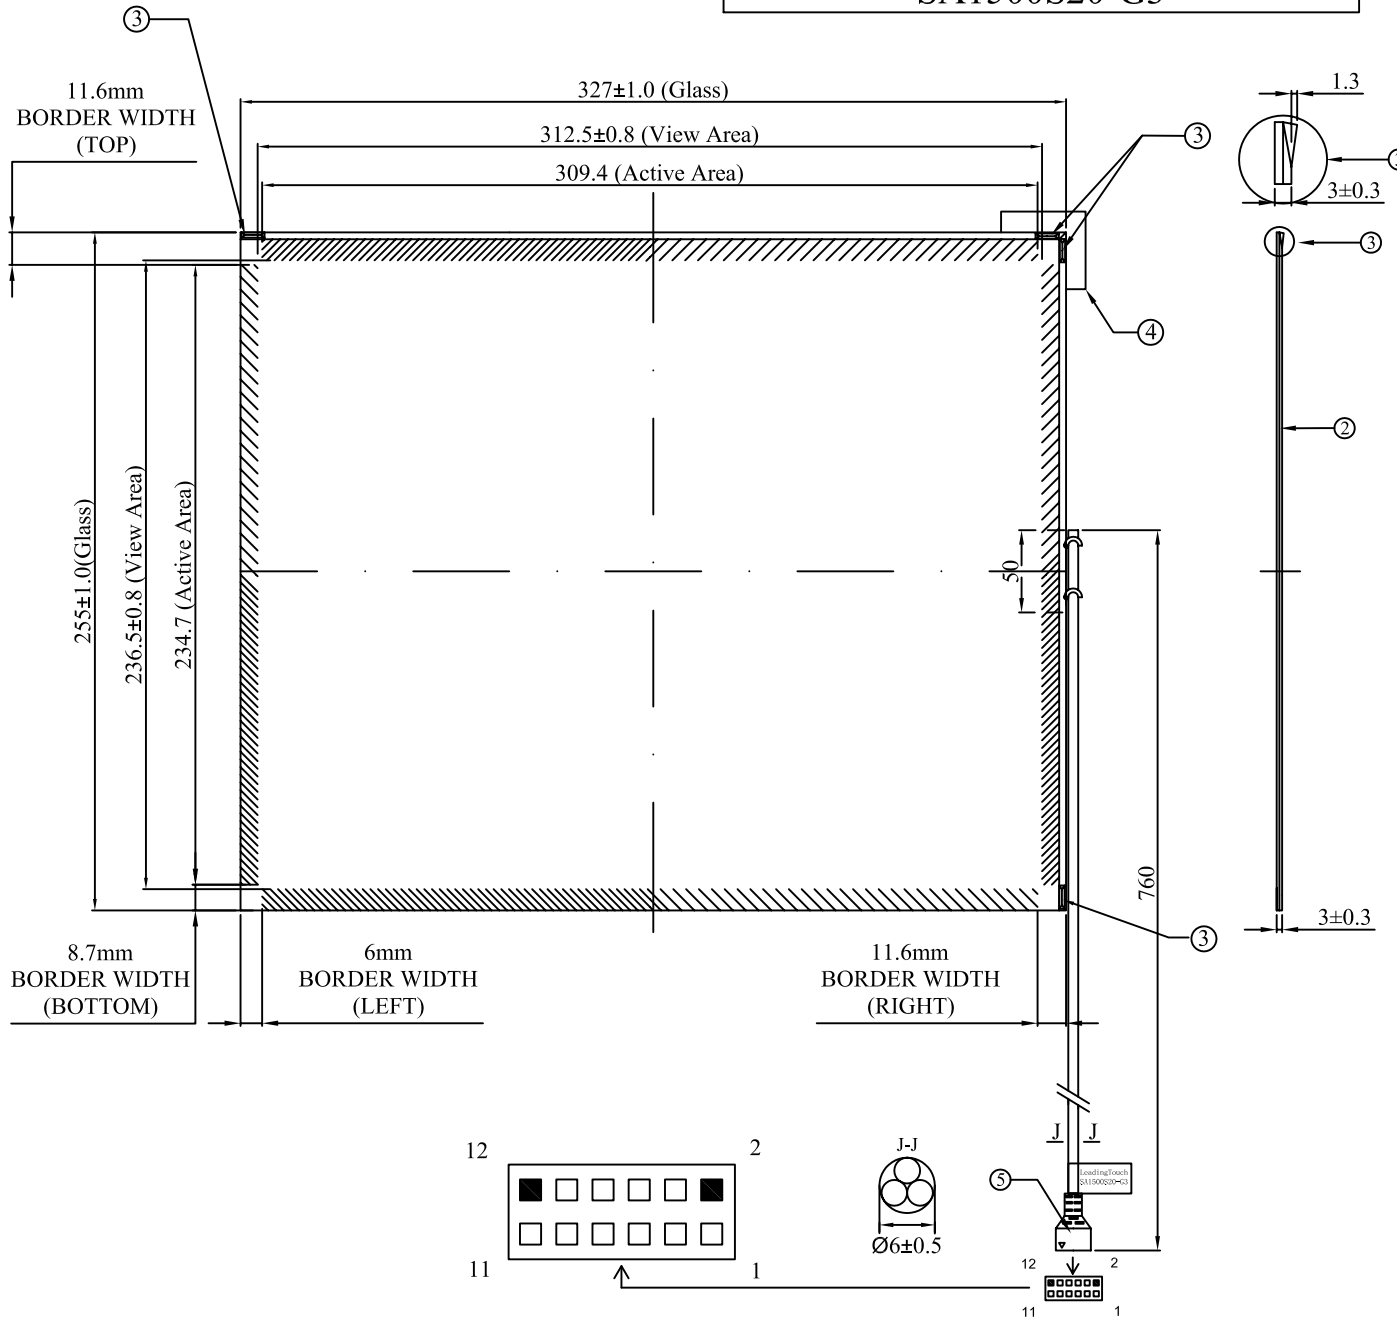 3
11.6mm
BORDER WIDTH
(TOP)
327±1.0 (Glass)
312.5±0.8 (View Area)
309.4 (Active Area)
3
1.3
3±0.3
3
4
2
255±1.0(Glass)
236.5±0.8 (View Area)
234.7 (Active Area)
50
760
3
3±0.3
8.7mm
BORDER WIDTH
(BOTTOM)
6mm
BORDER WIDTH
(LEFT)
11.6mm
BORDER WIDTH
(RIGHT)
J J
12
2
J-J
5
LeadingTouch
SA1500S20-G3
Ø6±0.5
11
1
12
2
11
1